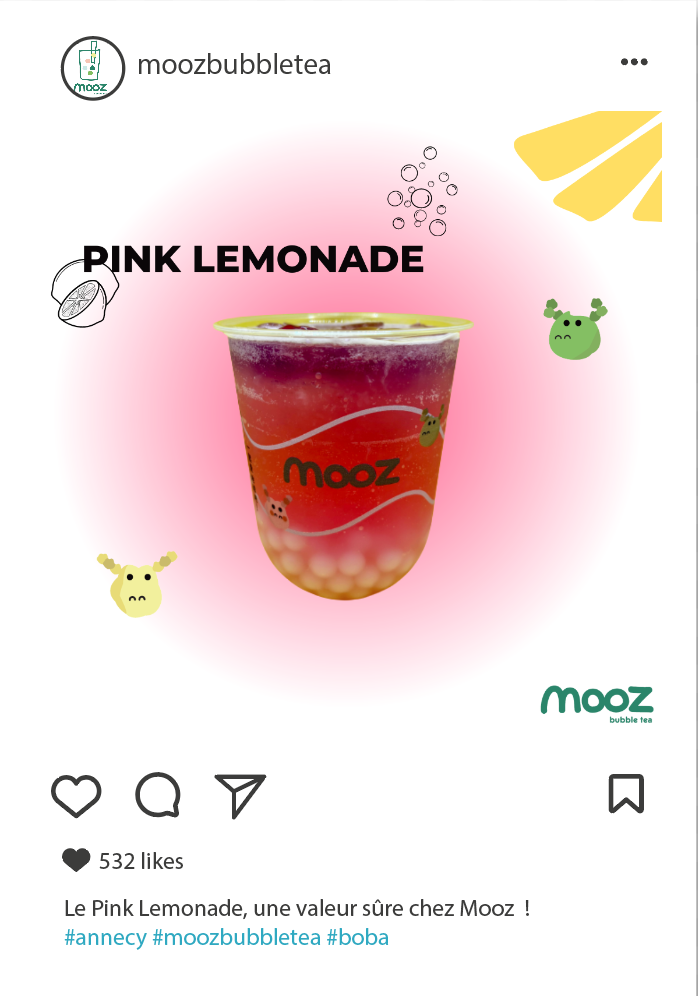 mooz
moozbubbletea
PINK LEMONADE
mooz
mooz
bubble tea
532 likes
Le Pink Lemonade, une valeur sûre chez Mooz !
#annecy #moozbubbletea #boba